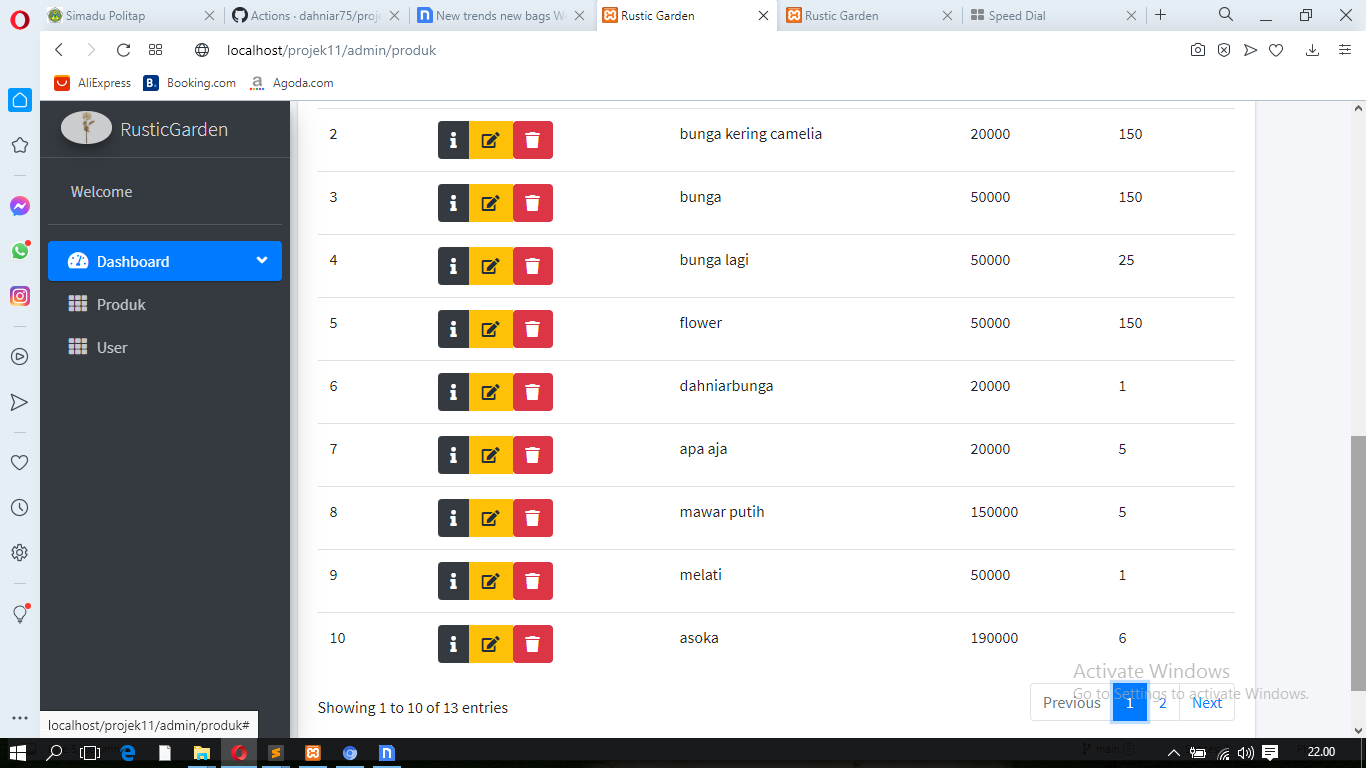 Simadu Politap
Actions · dahniar75/proje
New trends new bags W
Rustic Garden
Rustic Garden
Speed Dial
localhost/projek11/admin/produk
AliExpress
B.
Booking.com
a
Agoda.com
RusticGarden
Welcome
Dashboard
Produk
User
2 bunga kering camelia 20000 150
3 bunga 50000 150
4 bunga lagi 50000 25
5 flower 50000 150
6 dahniarbunga 20000 1
7 apa aja 20000 5
8 mawar putih 150000 5
9 melati 50000 1
10 asoka 190000 6
Activate Windows
Go to Settings to activate Windows.
Showing 1 to 10 of 13 entries
Previous 1 2 Next
localhost/projek11/admin/produk#
22.00